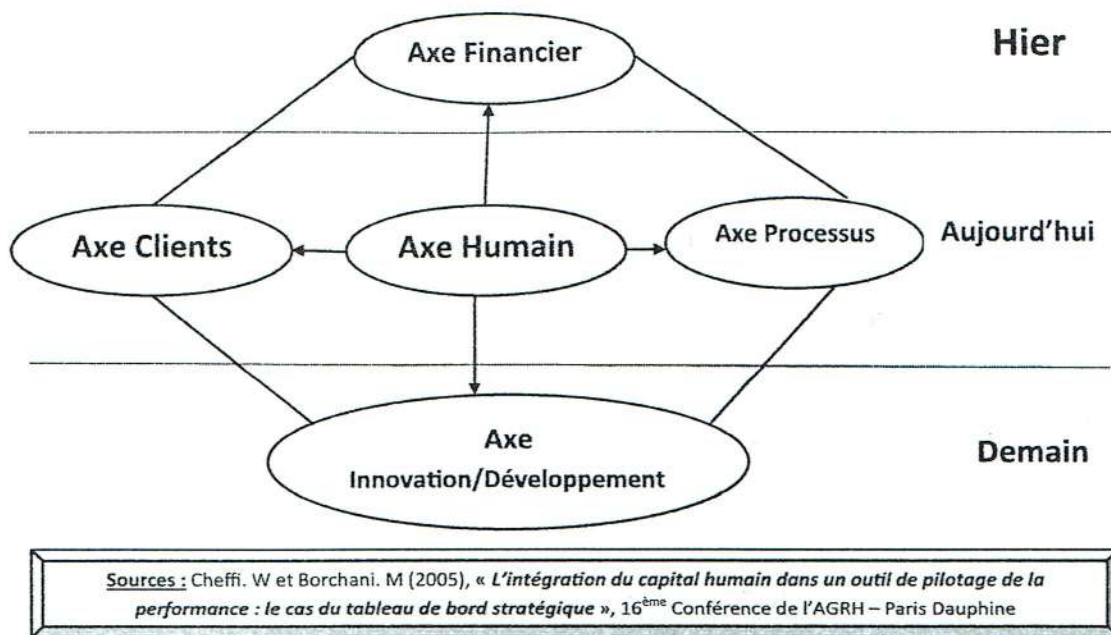 Axe Financier
Hier
Axe Clients
Axe Humain
Axe Processus
Aujourd'hui
Axe
Innovation/Développement
Demain
Sources : Cheffi. W et Borchani. M (2005), « L'intégration du capital humain dans un outil de pilotage de la
performance : le cas du tableau de bord stratégique », 16ème Conférence de l'AGRH – Paris Dauphine